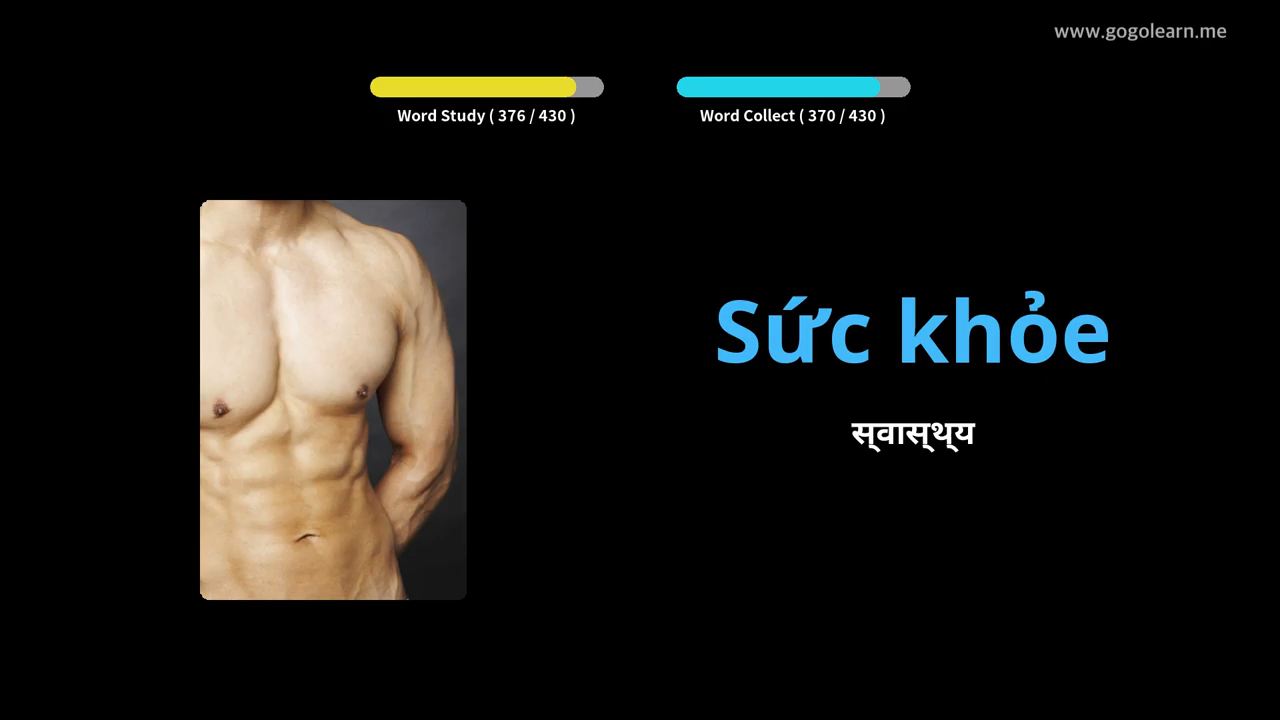 www.gogolearn.me
Word Study ( 376 / 430 )
Word Collect ( 370 / 430 )
Sức khỏe
स्वास्थ्य